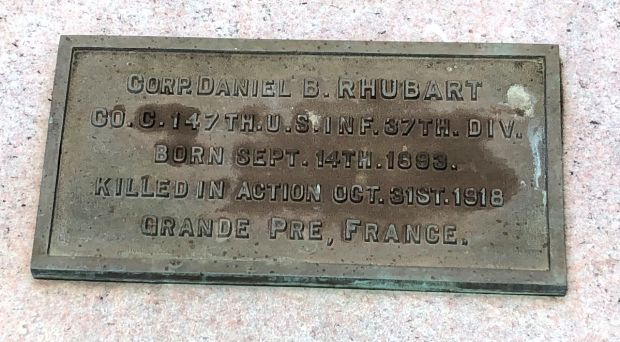 CORP. DANIEL B. RHUBART
CO. C. 147TH. U.S. INF. 37TH. DIV.
BORN SEPT. 14TH. 1893.
KILLED IN ACTION OCT. 31ST. 1918
GRANDE PRE, FRANCE.